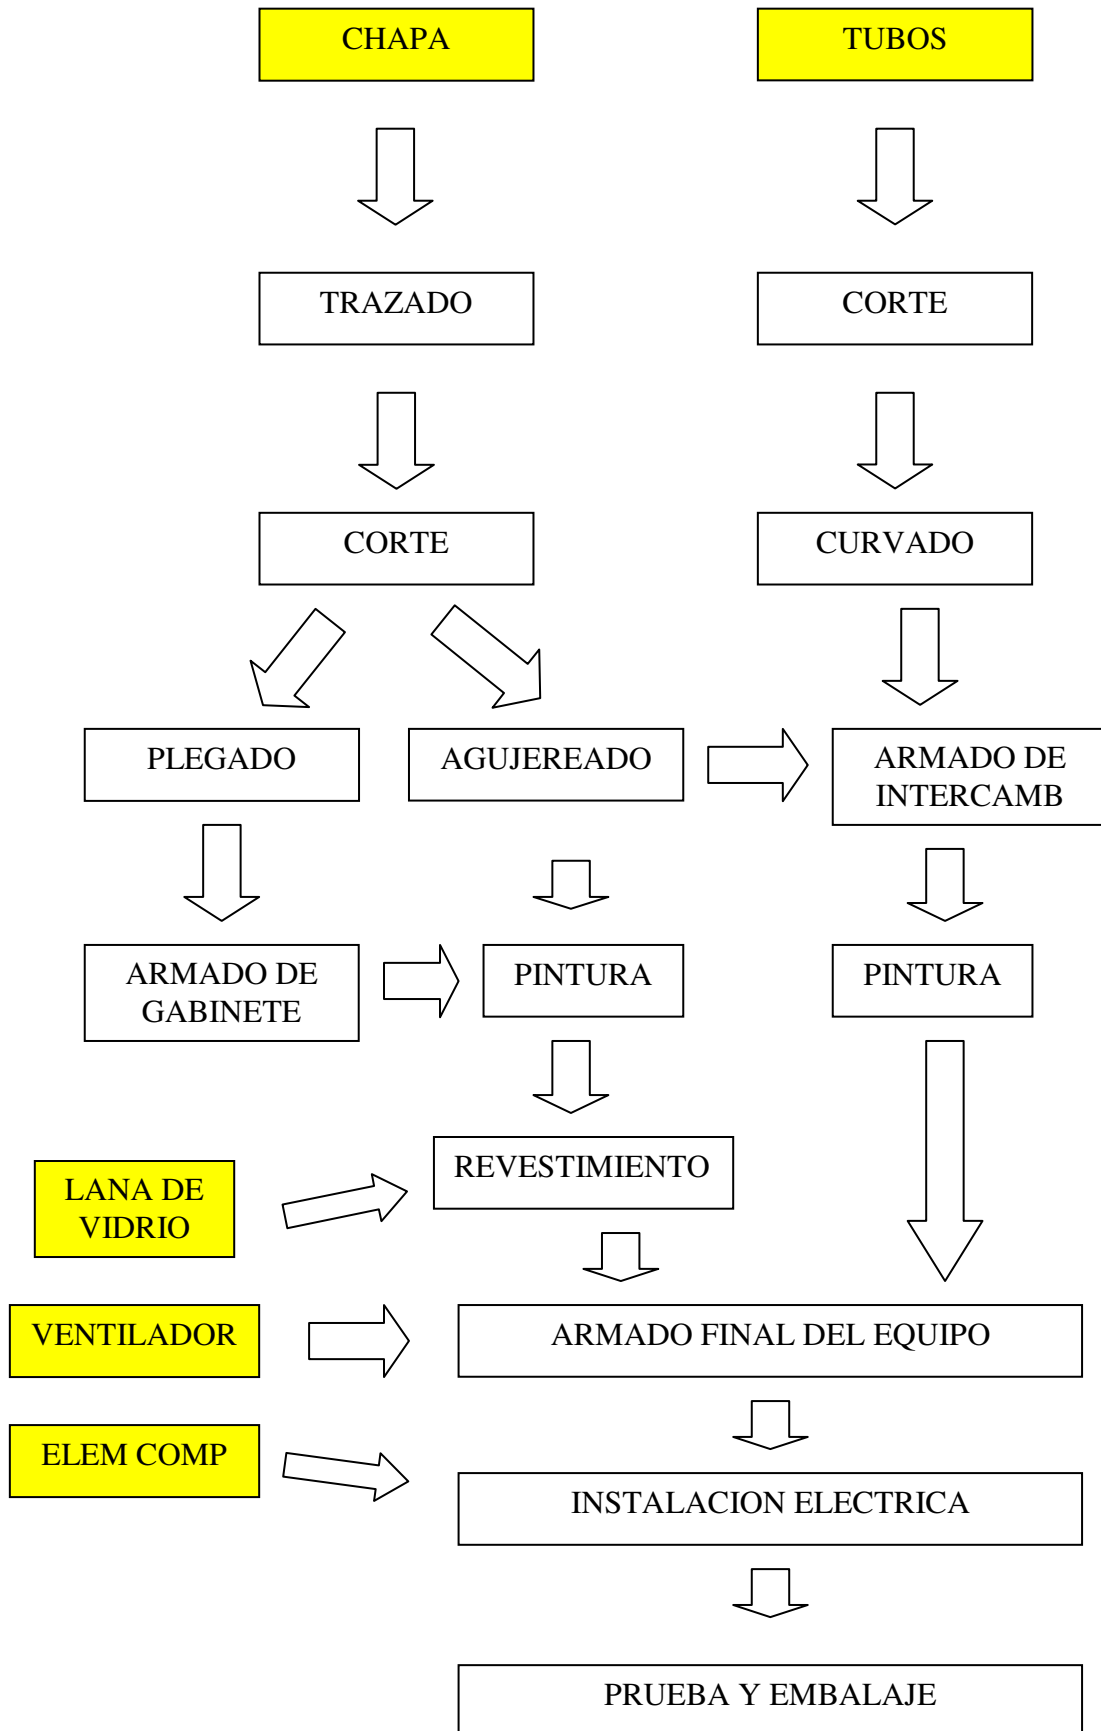 CHAPA
TUBOS
TRAZADO
CORTE
CORTE
CURVADO
PLEGADO
AGUJEREADO
ARMADO DE
INTERCAMB
ARMADO DE
GABINETE
PINTURA
PINTURA
REVESTIMIENTO
LANA DE
VIDRIO
VENTILADOR
ARMADO FINAL DEL EQUIPO
ELEM COMP
INSTALACION ELECTRICA
PRUEBA Y EMBALAJE